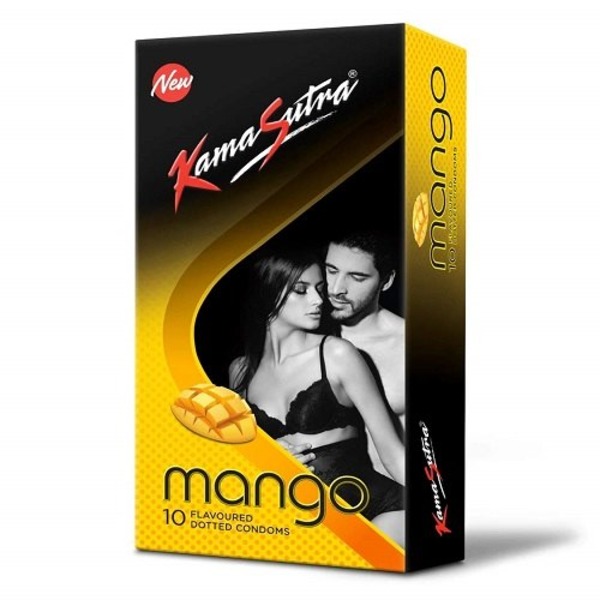 New
KamaSutra®
mango
10 FLAVOURED
DOTTED CONDOMS
mango
10 FLAVOURED
DOTTED CONDOMS
KamaSutra®